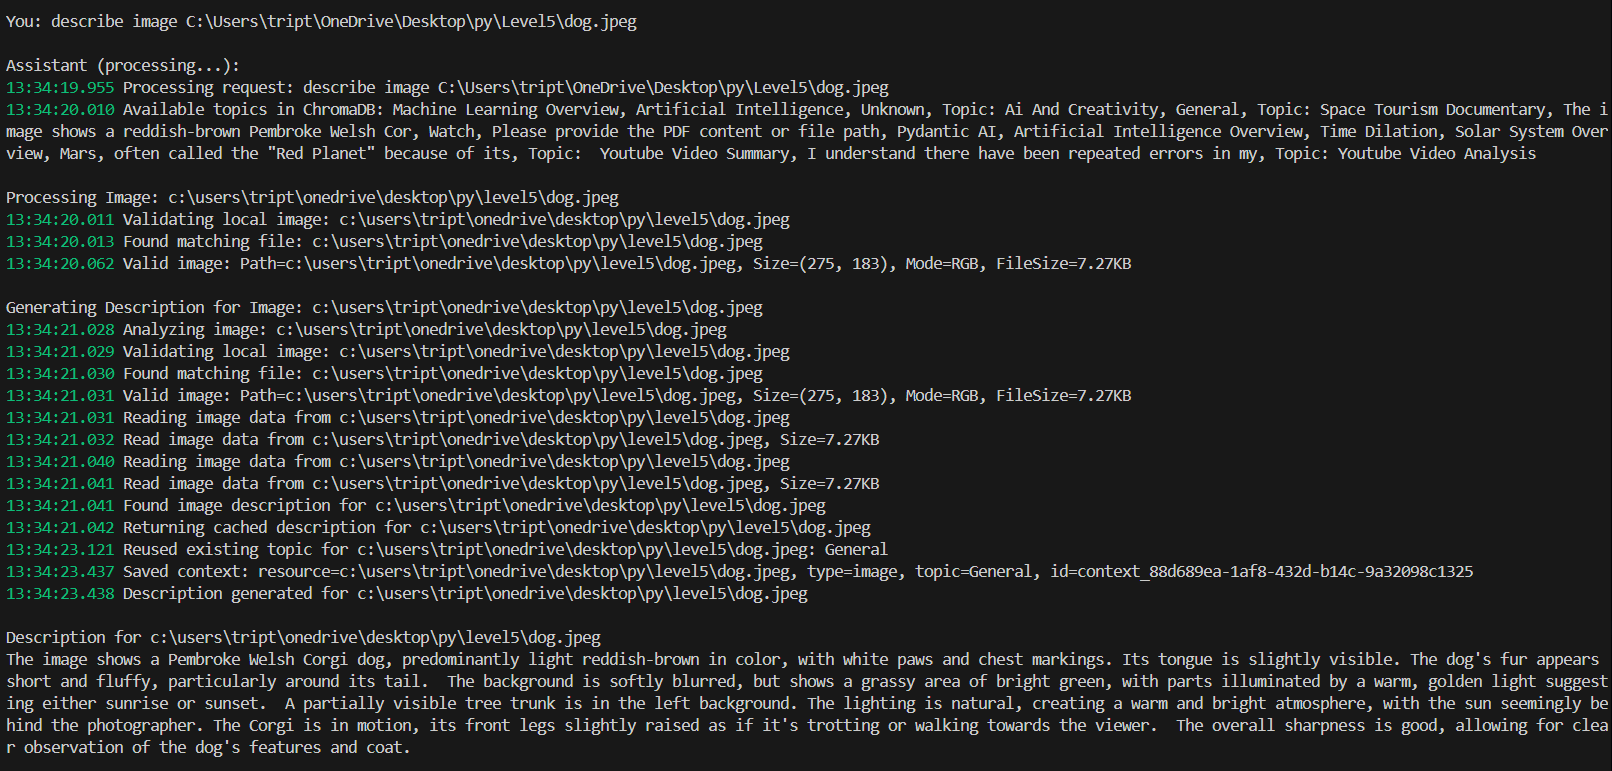 You: describe image C:\Users\tript\OneDrive\Desktop\py\Level5\dog.jpeg
Assistant (processing...):
13:34:19.955 Processing request: describe image C:\Users\tript\OneDrive\Desktop\py\Level5\dog.jpeg
13:34:20.010 Available topics in ChromaDB: Machine Learning Overview, Artificial Intelligence, Unknown, Topic: Ai And Creativity, General, Topic: Space Tourism Documentary, The i
mage shows a reddish-brown Pembroke Welsh Cor, Watch, Please provide the PDF content or file path, Pydantic AI, Artificial Intelligence Overview, Time Dilation, Solar System Over
view, Mars, often called the "Red Planet" because of its, Topic:  Youtube Video Summary, I understand there have been repeated errors in my, Topic: Youtube Video Analysis
Processing Image: c:\users\tript\onedrive\desktop\py\level5\dog.jpeg
13:34:20.011 Validating local image: c:\users\tript\onedrive\desktop\py\level5\dog.jpeg
13:34:20.013 Found matching file: c:\users\tript\onedrive\desktop\py\level5\dog.jpeg
13:34:20.062 Valid image: Path=c:\users\tript\onedrive\desktop\py\level5\dog.jpeg, Size=(275, 183), Mode=RGB, FileSize=7.27KB
Generating Description for Image: c:\users\tript\onedrive\desktop\py\level5\dog.jpeg
13:34:21.028 Analyzing image: c:\users\tript\onedrive\desktop\py\level5\dog.jpeg
13:34:21.029 Validating local image: c:\users\tript\onedrive\desktop\py\level5\dog.jpeg
13:34:21.030 Found matching file: c:\users\tript\onedrive\desktop\py\level5\dog.jpeg
13:34:21.031 Valid image: Path=c:\users\tript\onedrive\desktop\py\level5\dog.jpeg, Size=(275, 183), Mode=RGB, FileSize=7.27KB
13:34:21.031 Reading image data from c:\users\tript\onedrive\desktop\py\level5\dog.jpeg
13:34:21.032 Read image data from c:\users\tript\onedrive\desktop\py\level5\dog.jpeg, Size=7.27KB
13:34:21.040 Reading image data from c:\users\tript\onedrive\desktop\py\level5\dog.jpeg
13:34:21.041 Read image data from c:\users\tript\onedrive\desktop\py\level5\dog.jpeg, Size=7.27KB
13:34:21.041 Found image description for c:\users\tript\onedrive\desktop\py\level5\dog.jpeg
13:34:21.042 Returning cached description for c:\users\tript\onedrive\desktop\py\level5\dog.jpeg
13:34:23.121 Reused existing topic for c:\users\tript\onedrive\desktop\py\level5\dog.jpeg: General
13:34:23.437 Saved context: resource=c:\users\tript\onedrive\desktop\py\level5\dog.jpeg, type=image, topic=General, id=context_88d689ea-1af8-432d-b14c-9a32098c1325
13:34:23.438 Description generated for c:\users\tript\onedrive\desktop\py\level5\dog.jpeg
Description for c:\users\tript\onedrive\desktop\py\level5\dog.jpeg
The image shows a Pembroke Welsh Corgi dog, predominantly light reddish-brown in color, with white paws and chest markings. Its tongue is slightly visible. The dog's fur appears
short and fluffy, particularly around its tail.  The background is softly blurred, but shows a grassy area of bright green, with parts illuminated by a warm, golden light suggest
ing either sunrise or sunset.  A partially visible tree trunk is in the left background. The lighting is natural, creating a warm and bright atmosphere, with the sun seemingly be
hind the photographer. The Corgi is in motion, its front legs slightly raised as if it's trotting or walking towards the viewer.  The overall sharpness is good, allowing for clea
r observation of the dog's features and coat.